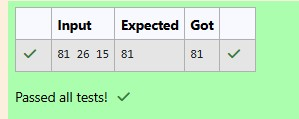 Input Expected Got
81 26 15 81 81
Passed all tests!